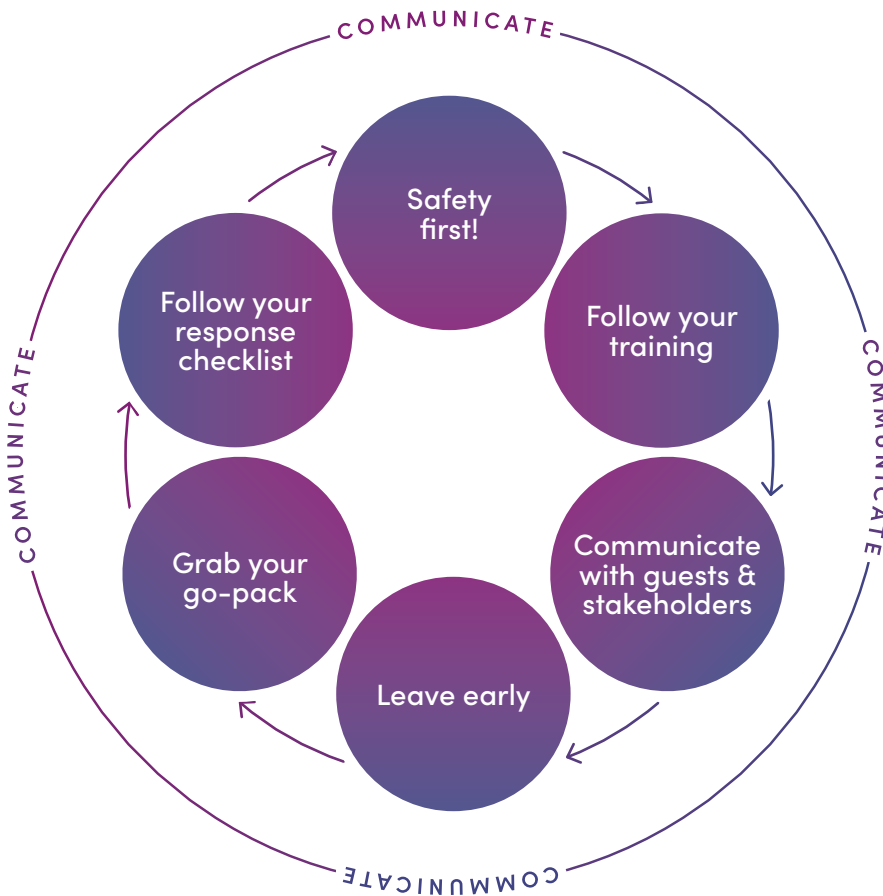 COMMUNICATE
Safety
first!
Follow your
training
Communicate
with guests &
stakeholders
Leave early
Grab your
go-pack
Follow your
response
checklist
COMMUNICATE
COMMUNICATE
COMMUNICATE